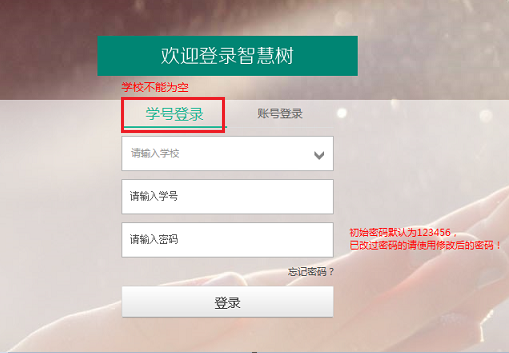 欢迎登录智慧树
学校不能为空
学号登录
账号登录
请输入学校
请输入学号
请输入密码
初始密码默认为123456，
已改过密码的请使用修改后的密码！
忘记密码？
登录